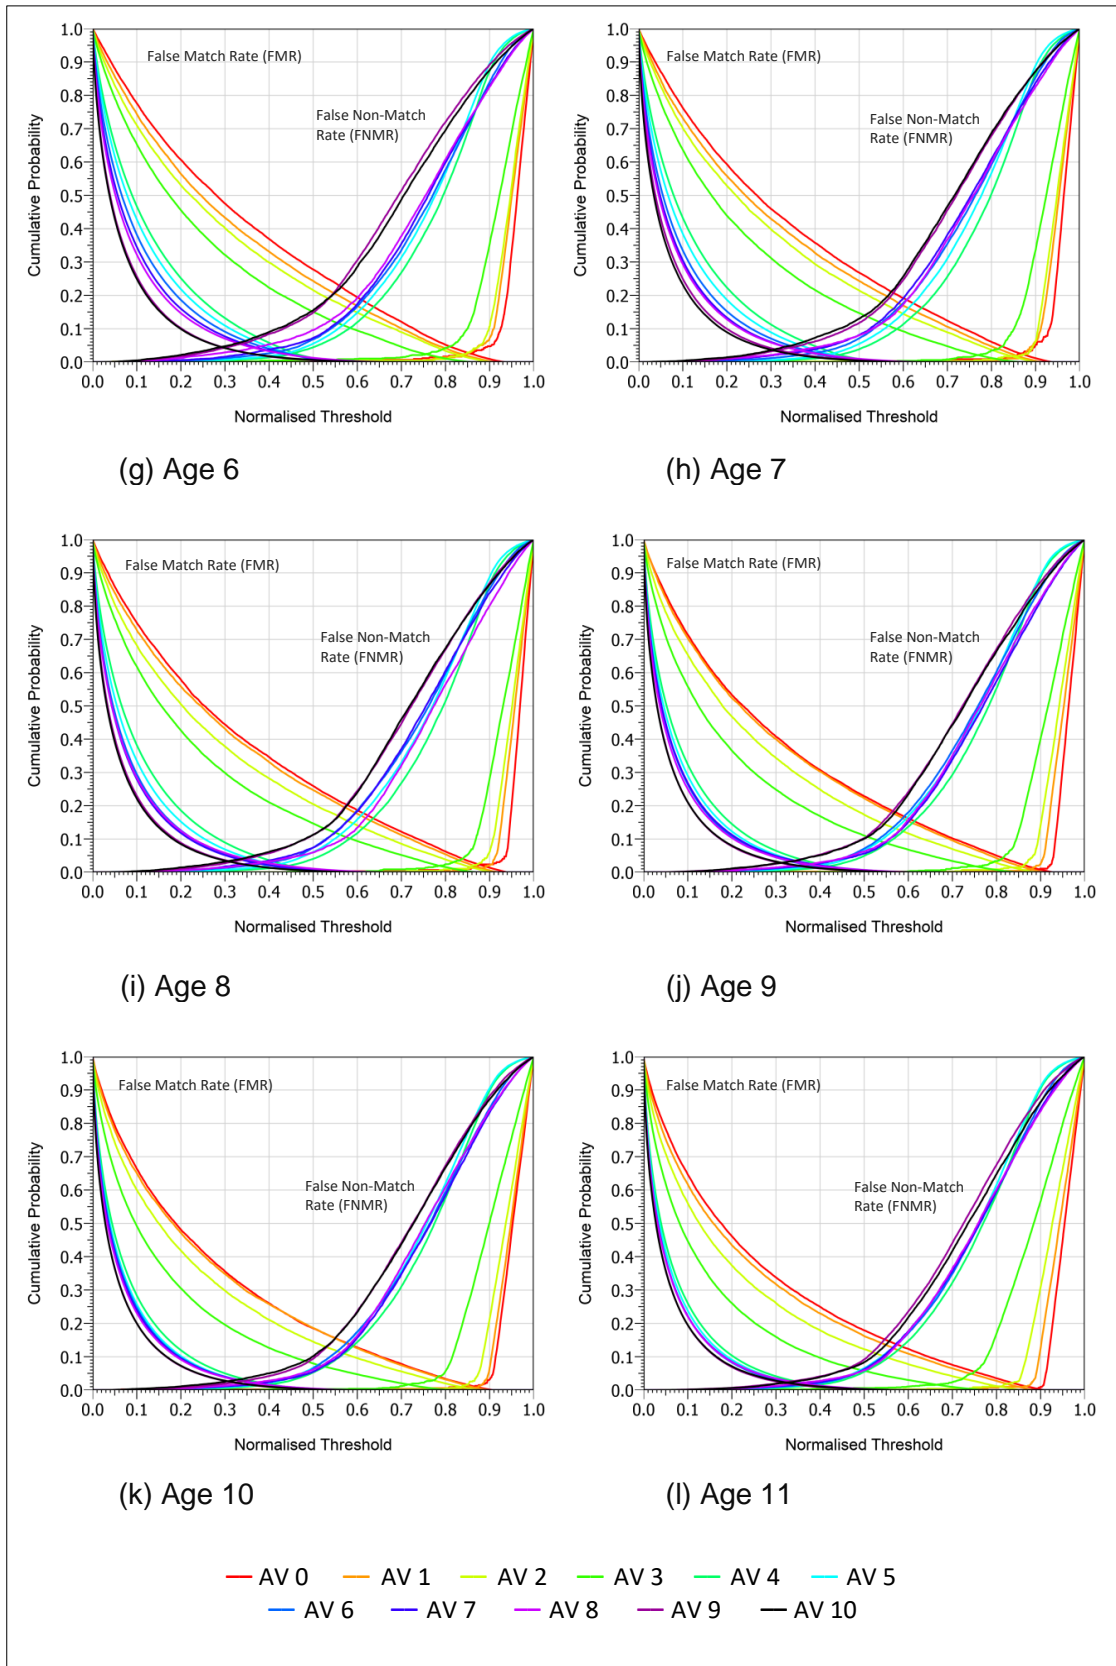 False Match Rate (FMR)
False Non-Match
Rate (FNMR)
Cumulative Probability
1.0
0.9
0.8
0.7
0.6
0.5
0.4
0.3
0.2
0.1
0.0
0.0 0.1 0.2 0.3 0.4 0.5 0.6 0.7 0.8 0.9 1.0
Normalised Threshold
(g) Age 6
False Match Rate (FMR)
False Non-Match
Rate (FNMR)
Cumulative Probability
1.0
0.9
0.8
0.7
0.6
0.5
0.4
0.3
0.2
0.1
0.0
0.0 0.1 0.2 0.3 0.4 0.5 0.6 0.7 0.8 0.9 1.0
Normalised Threshold
(h) Age 7
False Match Rate (FMR)
False Non-Match
Rate (FNMR)
Cumulative Probability
1.0
0.9
0.8
0.7
0.6
0.5
0.4
0.3
0.2
0.1
0.0
0.0 0.1 0.2 0.3 0.4 0.5 0.6 0.7 0.8 0.9 1.0
Normalised Threshold
(i) Age 8
False Match Rate (FMR)
False Non-Match
Rate (FNMR)
Cumulative Probability
1.0
0.9
0.8
0.7
0.6
0.5
0.4
0.3
0.2
0.1
0.0
0.0 0.1 0.2 0.3 0.4 0.5 0.6 0.7 0.8 0.9 1.0
Normalised Threshold
(j) Age 9
False Match Rate (FMR)
False Non-Match
Rate (FNMR)
Cumulative Probability
1.0
0.9
0.8
0.7
0.6
0.5
0.4
0.3
0.2
0.1
0.0
0.0 0.1 0.2 0.3 0.4 0.5 0.6 0.7 0.8 0.9 1.0
Normalised Threshold
(k) Age 10
False Match Rate (FMR)
False Non-Match
Rate (FNMR)
Cumulative Probability
1.0
0.9
0.8
0.7
0.6
0.5
0.4
0.3
0.2
0.1
0.0
0.0 0.1 0.2 0.3 0.4 0.5 0.6 0.7 0.8 0.9 1.0
Normalised Threshold
(l) Age 11
AV 0 AV 1 AV 2 AV 3 AV 4 AV 5
AV 6 AV 7 AV 8 AV 9 AV 10